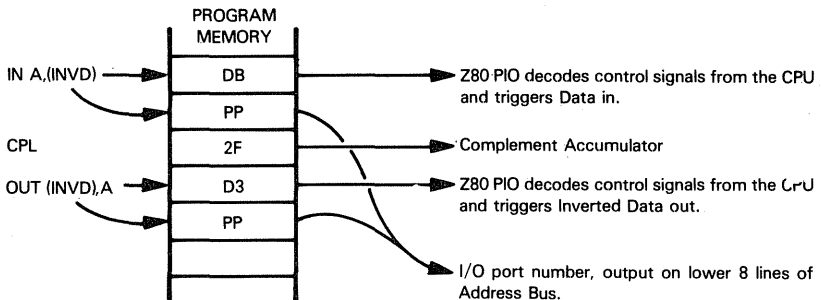 PROGRAM
MEMORY
IN A,(INVD)
DB
Z80 PIO decodes control signals from the CPU
and triggers Data in.
PP
CPL
2F
Complement Accumulator
OUT (INVD),A
D3
Z80 PIO decodes control signals from the CPU
and triggers Inverted Data out.
PP
I/O port number, output on lower 8 lines of
Address Bus.